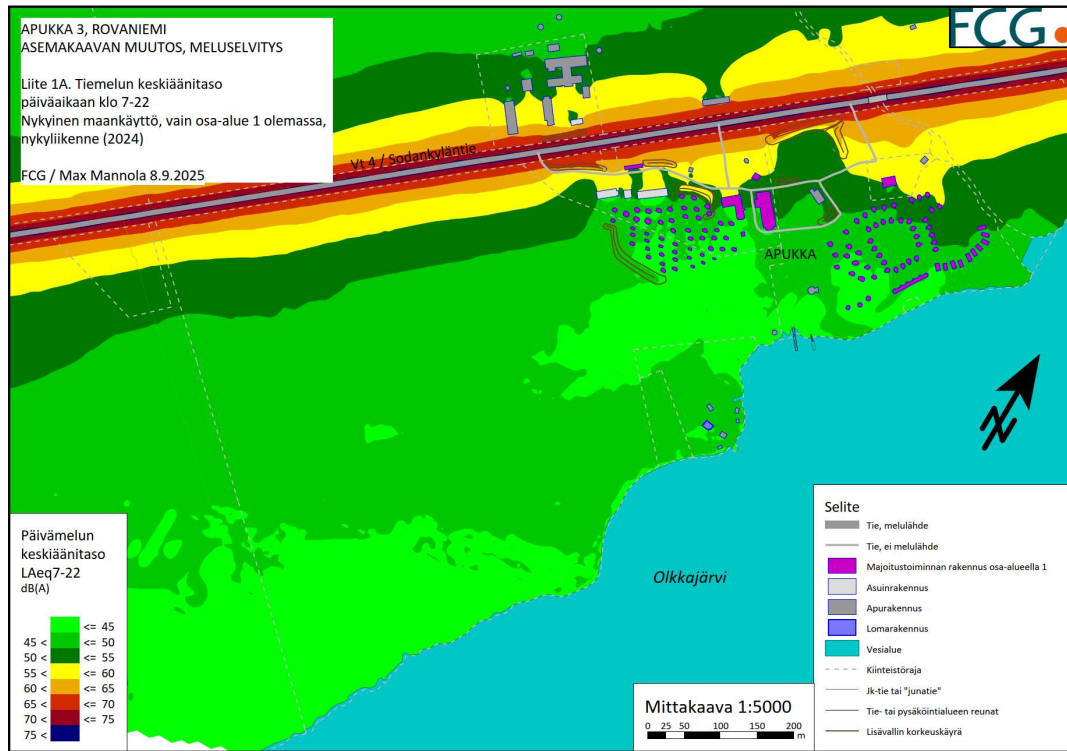 APUKKA 3, ROVANIEMI
ASEMAKAAVAN MUUTOS, MELUSELVITYS
Liite 1A. Tiemelun keskiäänitaso
päiväaikaan klo 7-22
Nykyinen maankäyttö, vain osa-alue 1 olemassa,
nykyliikenne (2024)
FCG / Max Mannola 8.9.2025
FCG.
Vt 4 / Sodankyläntie
APUKKA
Olkkajärvi
Päivämelun
keskiäänitaso
LAeq7-22
dB(A)
<= 45
45 < <= 50
50 < <= 55
55 < <= 60
60 < <= 65
65 < <= 70
70 < <= 75
75 <
Mittakaava 1:5000
0 25 50 100 150 200
m
Selite
Tie, melulähde
Tie, ei melulähde
Majoitustoiminnan rakennus osa-alueella 1
Asuinrakennus
Apurakennus
Lomarakennus
Vesialue
Kiinteistöraja
Jk-tie tai "junatie"
Tie- tai pysäköintialueen reunat
Lisävallin korkeuskäyrä